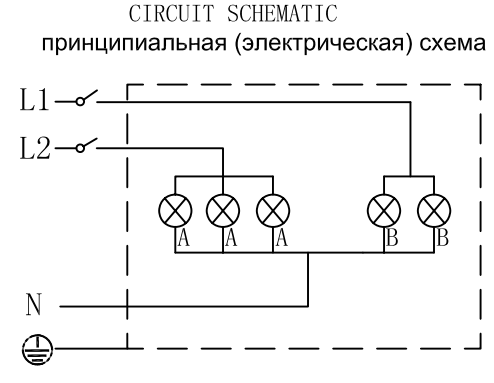 CIRCUIT SCHEMATIC
принципиальная (электрическая) схема
L1
L2
A A A B B
N